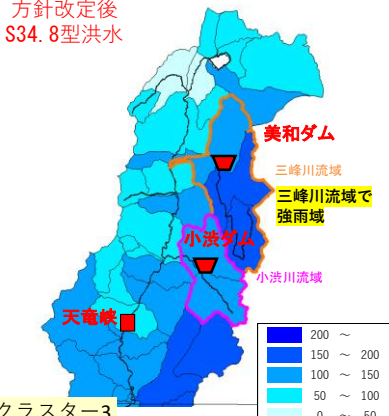 方針改定後
S34.8型洪水
美和ダム
三峰川流域
三峰川流域で
強雨域
小渋ダム
小渋川流域
天竜峡
200 ～
150 ～ 200
100 ～ 150
50 ～ 100
0 ～ 50
クラスター3